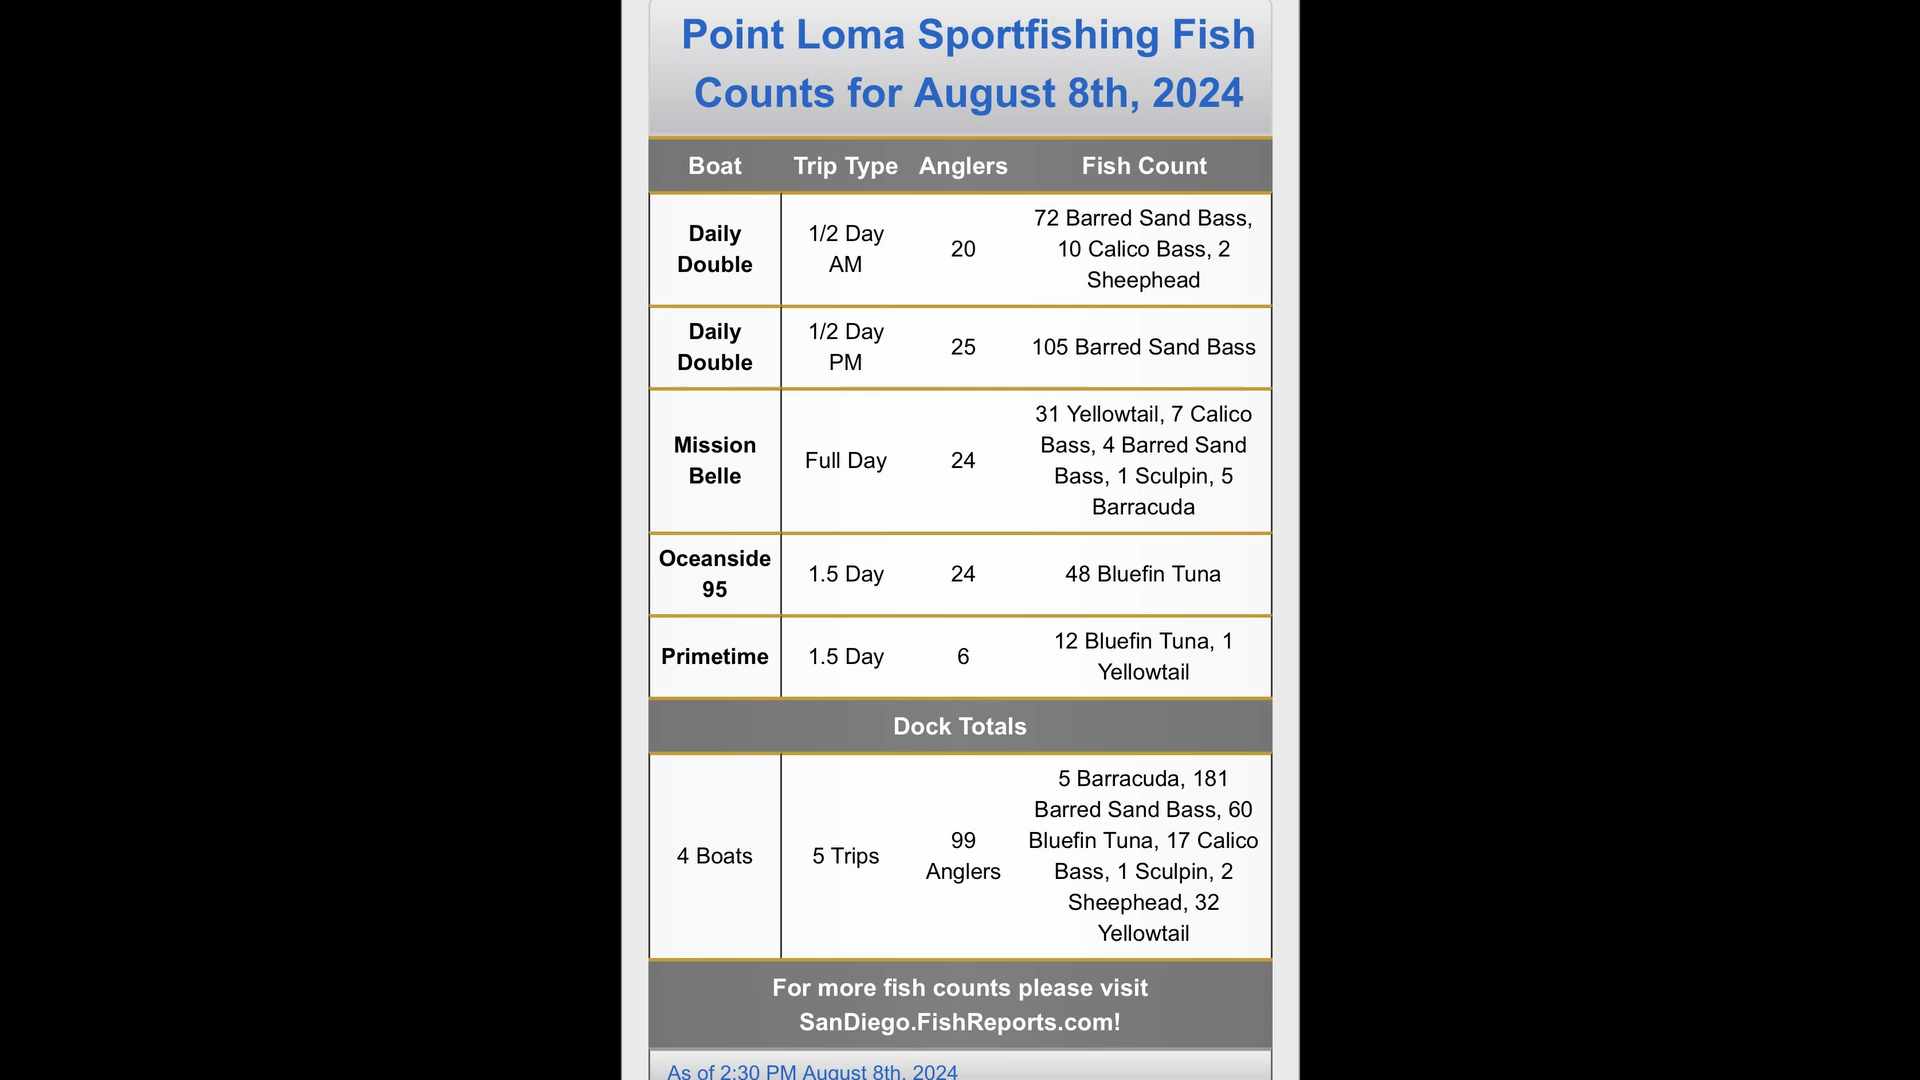 Point Loma Sportfishing Fish
Counts for August 8th, 2024
Boat Trip Type Anglers Fish Count
Daily
Double
1/2 Day
AM
20
72 Barred Sand Bass,
10 Calico Bass, 2
Sheephead
Daily
Double
1/2 Day
PM
25
105 Barred Sand Bass
Mission
Belle
Full Day
24
31 Yellowtail, 7 Calico
Bass, 4 Barred Sand
Bass, 1 Sculpin, 5
Barracuda
Oceanside
95
1.5 Day
24
48 Bluefin Tuna
Primetime
1.5 Day
6
12 Bluefin Tuna, 1
Yellowtail
Dock Totals
4 Boats
5 Trips
99
Anglers
5 Barracuda, 181
Barred Sand Bass, 60
Bluefin Tuna, 17 Calico
Bass, 1 Sculpin, 2
Sheephead, 32
Yellowtail
For more fish counts please visit
SanDiego.FishReports.com!
As of 2:30 PM August 8th, 2024